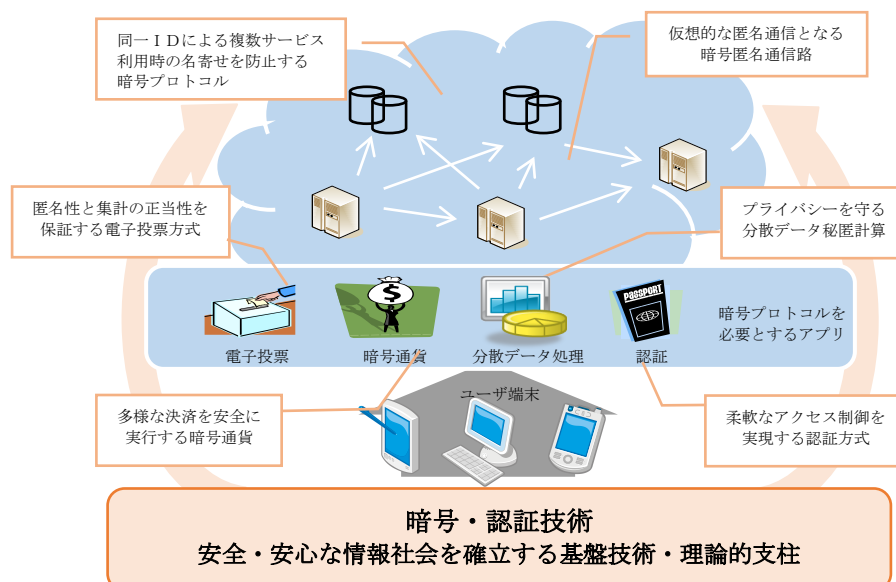 同一ＩＤによる複数サービス
利用時の名寄せを防止する
暗号プロトコル
仮想的な匿名通信となる
暗号匿名通信路
匿名性と集計の正当性を
保証する電子投票方式
プライバシーを守る
分散データ秘匿計算
$
PASSPORT
暗号プロトコルを
必要とするアプリ
電子投票
暗号通貨
分散データ処理
認証
ユーザ端末
多様な決済を安全に
実行する暗号通貨
柔軟なアクセス制御を
実現する認証方式
暗号・認証技術
安全・安心な情報社会を確立する基盤技術・理論的支柱